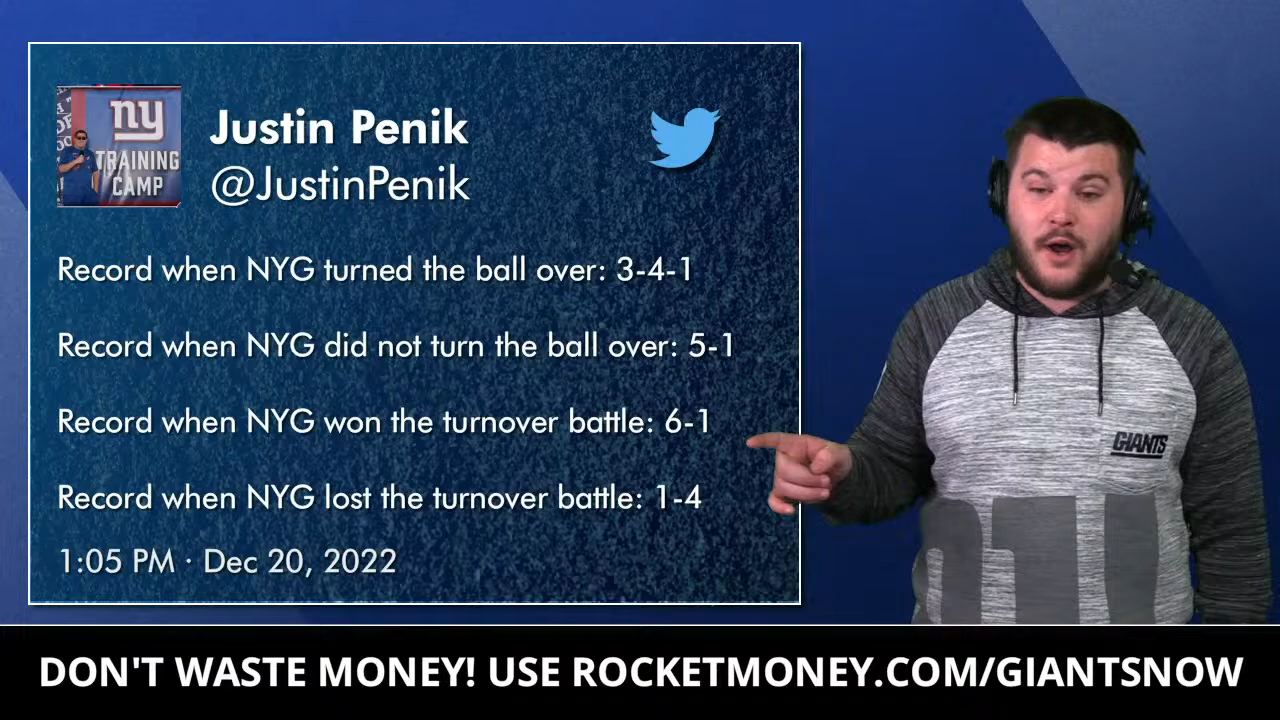 ny
TRAINING
CAMP
Justin Penik
@JustinPenik
Record when NYG turned the ball over: 3-4-1
Record when NYG did not turn the ball over: 5-1
Record when NYG won the turnover battle: 6-1
Record when NYG lost the turnover battle: 1-4
1:05 PM · Dec 20, 2022
GIANTS
DON'T WASTE MONEY! USE ROCKETMONEY.COM/GIANTSNOW